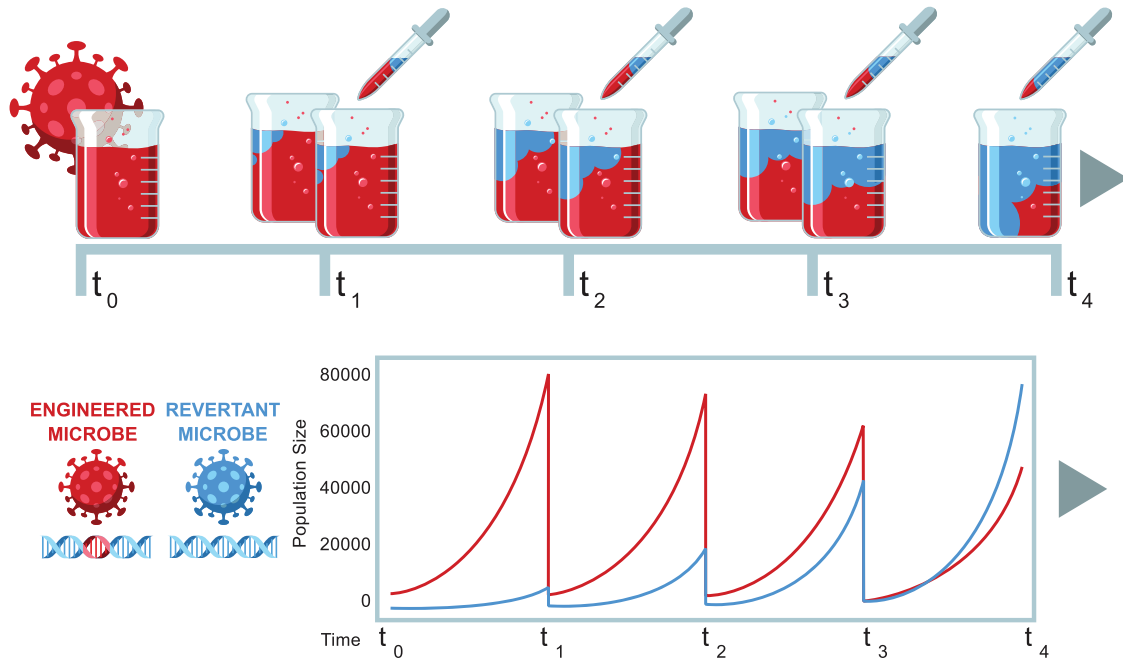 t0
t1
t2
t3
t4
ENGINEERED MICROBE
REVERTANT MICROBE
Population Size
80000
60000
40000
20000
0
Time
t0
t1
t2
t3
t4